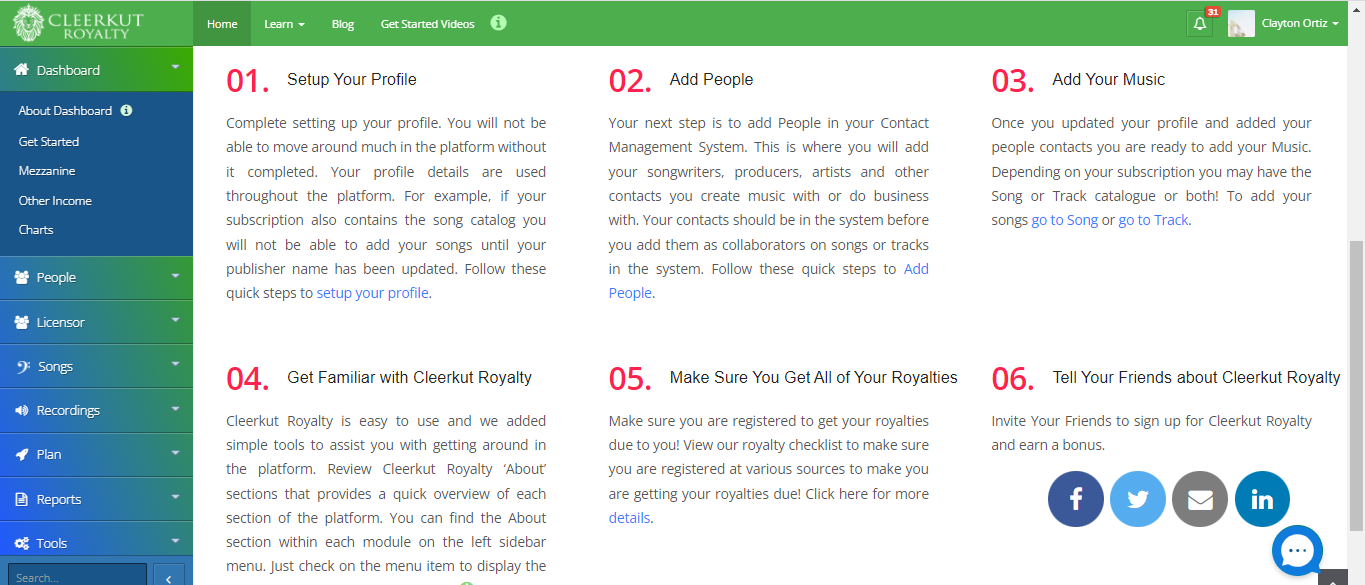 CLEERKUT
ROYALTY
Home
Learn
Blog
Get Started Videos
31
Clayton Ortiz
Dashboard
About Dashboard
Get Started
Mezzanine
Other Income
Charts
People
Licensor
Songs
Recordings
Plan
Reports
Tools
Search...
01. Setup Your Profile
Complete setting up your profile. You will not be
able to move around much in the platform without
it completed. Your profile details are used
throughout the platform. For example, if your
subscription also contains the song catalog you
will not be able to add your songs until your
publisher name has been updated. Follow these
quick steps to setup your profile.
02. Add People
Your next step is to add People in your Contact
Management System. This is where you will add
your songwriters, producers, artists and other
contacts you create music with or do business
with. Your contacts should be in the system before
you add them as collaborators on songs or tracks
in the system. Follow these quick steps to Add
People.
03. Add Your Music
Once you updated your profile and added your
people contacts you are ready to add your Music.
Depending on your subscription you may have the
Song or Track catalogue or both! To add your
songs go to Song or go to Track.
04. Get Familiar with Cleerkut Royalty
Cleerkut Royalty is easy to use and we added
simple tools to assist you with getting around in
the platform. Review Cleerkut Royalty ‘About’
sections that provides a quick overview of each
section of the platform. You can find the About
section within each module on the left sidebar
menu. Just check on the menu item to display the
05. Make Sure You Get All of Your Royalties
Make sure you are registered to get your royalties
due to you! View our royalty checklist to make sure
you are registered at various sources to make you
are getting your royalties due! Click here for more
details.
06. Tell Your Friends about Cleerkut Royalty
Invite Your Friends to sign up for Cleerkut Royalty
and earn a bonus.